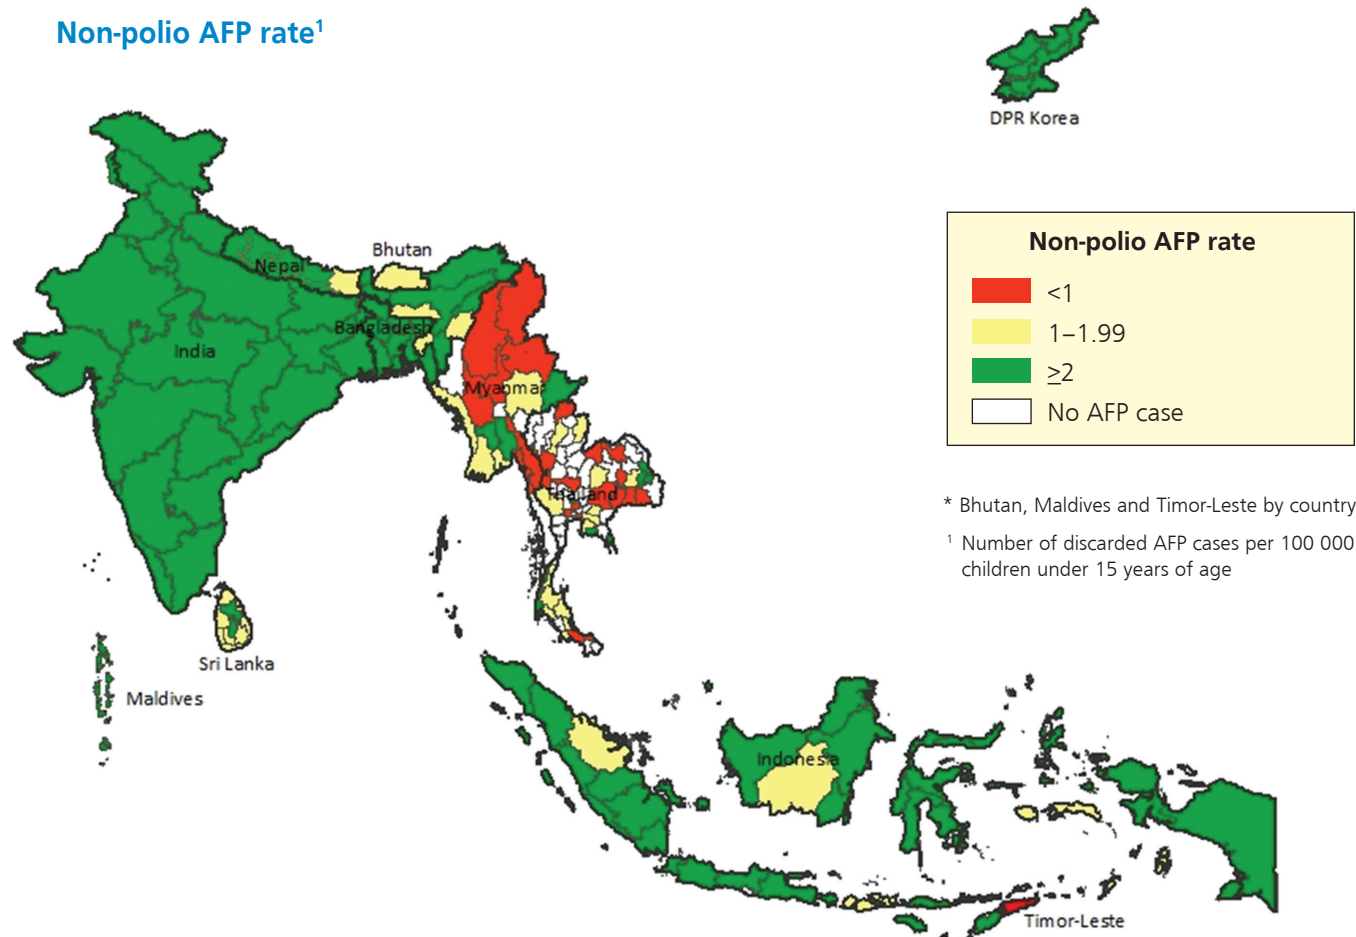 Non-polio AFP rate¹
DPR Korea
Bhutan
Nepal
Bangladesh
India
Myanmar
Thailand
Sri Lanka
Maldives
Indonesia
Timor-Leste
Non-polio AFP rate
<1
1–1.99
≥2
No AFP case
* Bhutan, Maldives and Timor-Leste by country
¹ Number of discarded AFP cases per 100 000
children under 15 years of age